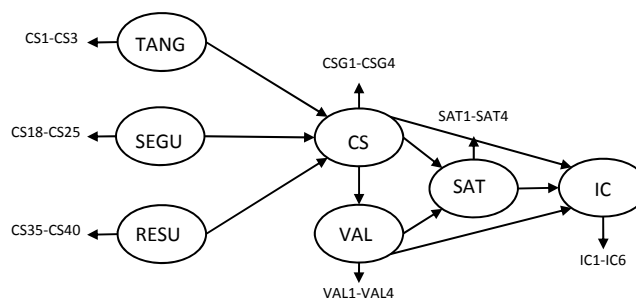 CS1-CS3
TANG
CSG1-CSG4
SAT1-SAT4
CS18-CS25
SEGU
CS
SAT
IC
CS35-CS40
RESU
VAL
IC1-IC6
VAL1-VAL4